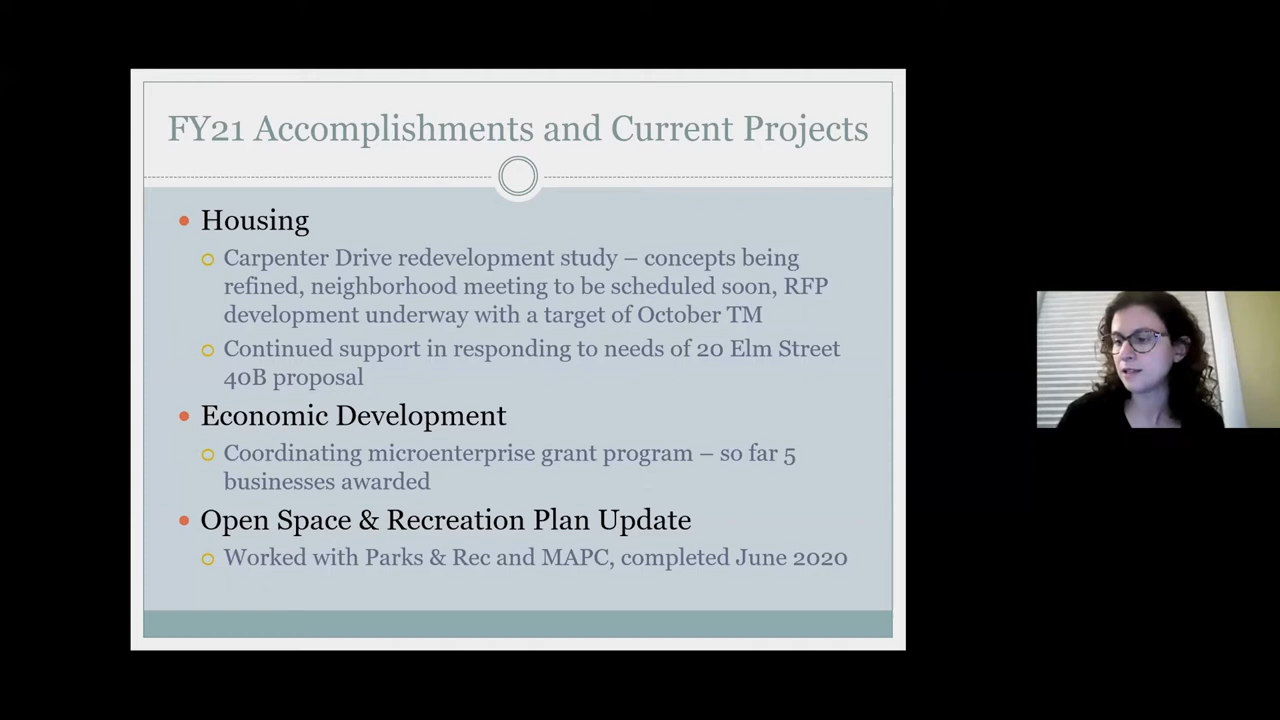 FY21 Accomplishments and Current Projects
Housing
Carpenter Drive redevelopment study – concepts being
refined, neighborhood meeting to be scheduled soon, RFP
development underway with a target of October TM
Continued support in responding to needs of 20 Elm Street
40B proposal
Economic Development
Coordinating microenterprise grant program – so far 5
businesses awarded
Open Space & Recreation Plan Update
Worked with Parks & Rec and MAPC, completed June 2020